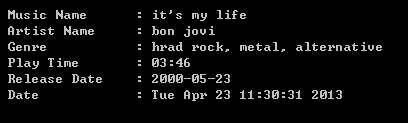 Music Name : it's my life
Artist Name : bon jovi
Genre : hrad rock, metal, alternative
Play Time : 03:46
Release Date : 2000-05-23
Date : Tue Apr 23 11:30:31 2013